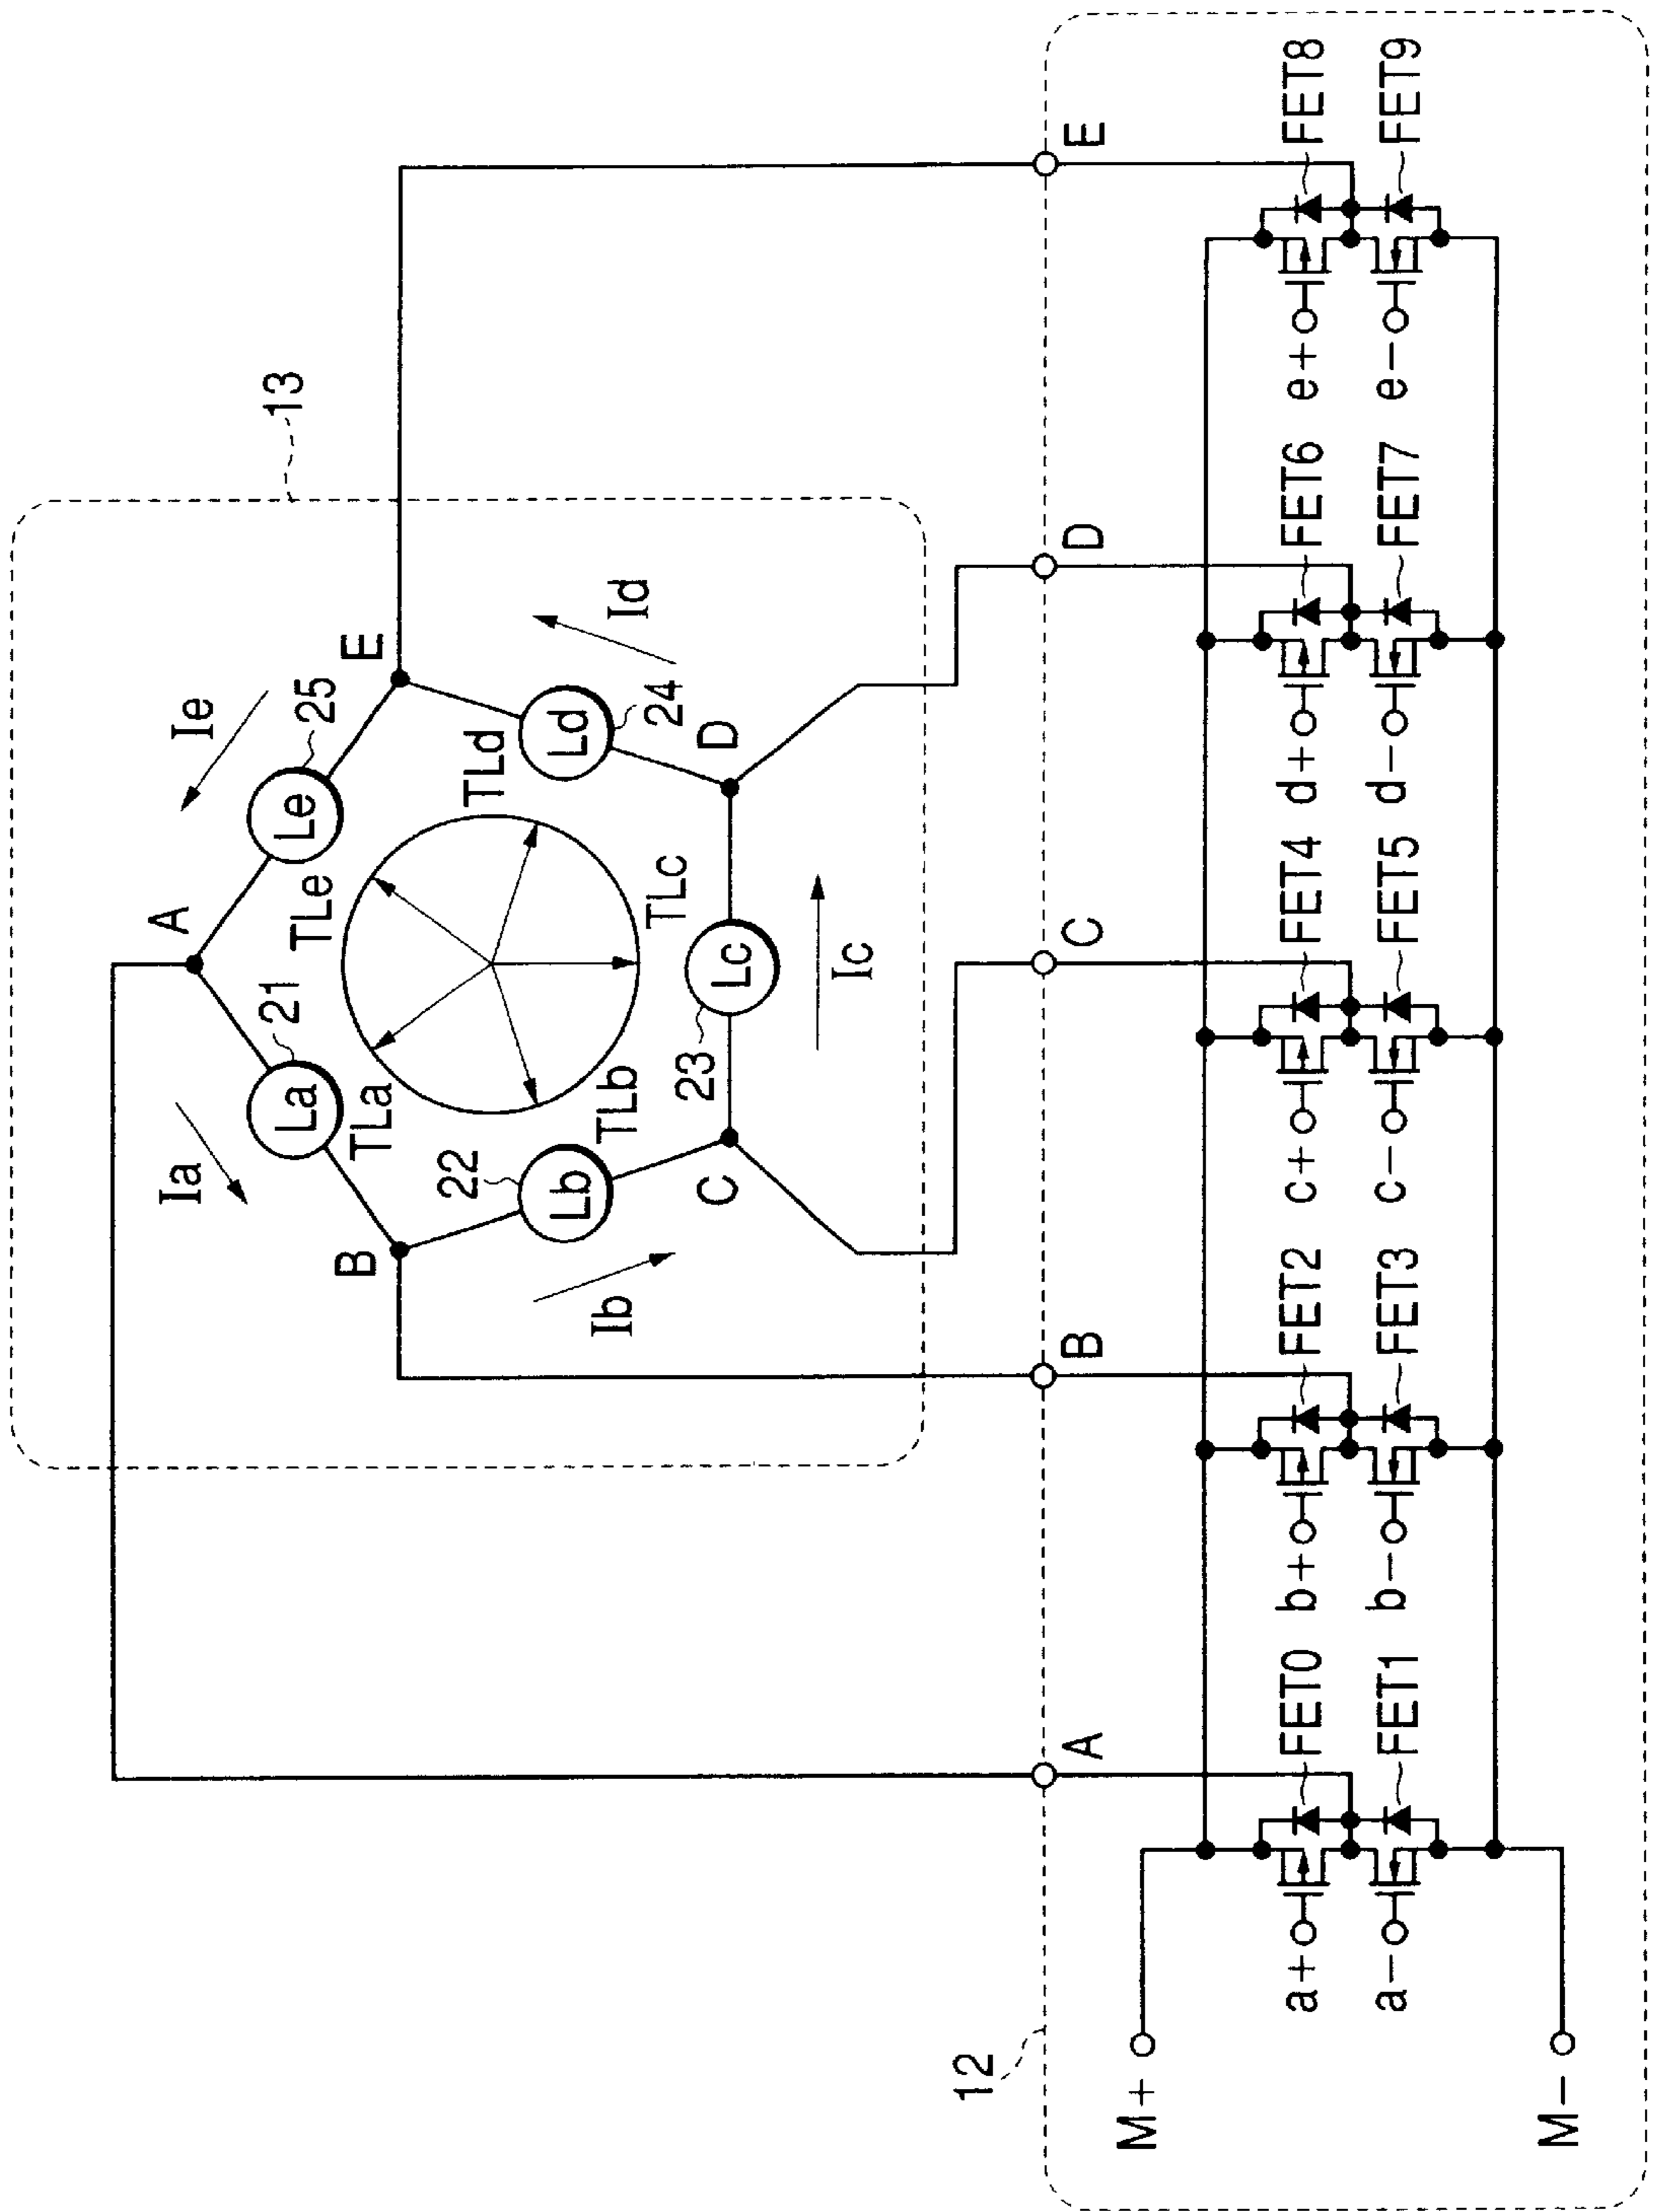 13
A
Ie
Le
25
E
TLe
Ia
La
21
TLa
B
Ib
Lb
22
TLb
C
23
Lc
TLc
Ic
D
Ld
24
TLd
Id
12
A
B
C
D
E
M+
M−
a+
FET0
a−
FET1
b+
FET2
b−
FET3
c+
FET4
c−
FET5
d+
FET6
d−
FET7
e+
FET8
e−
FET9